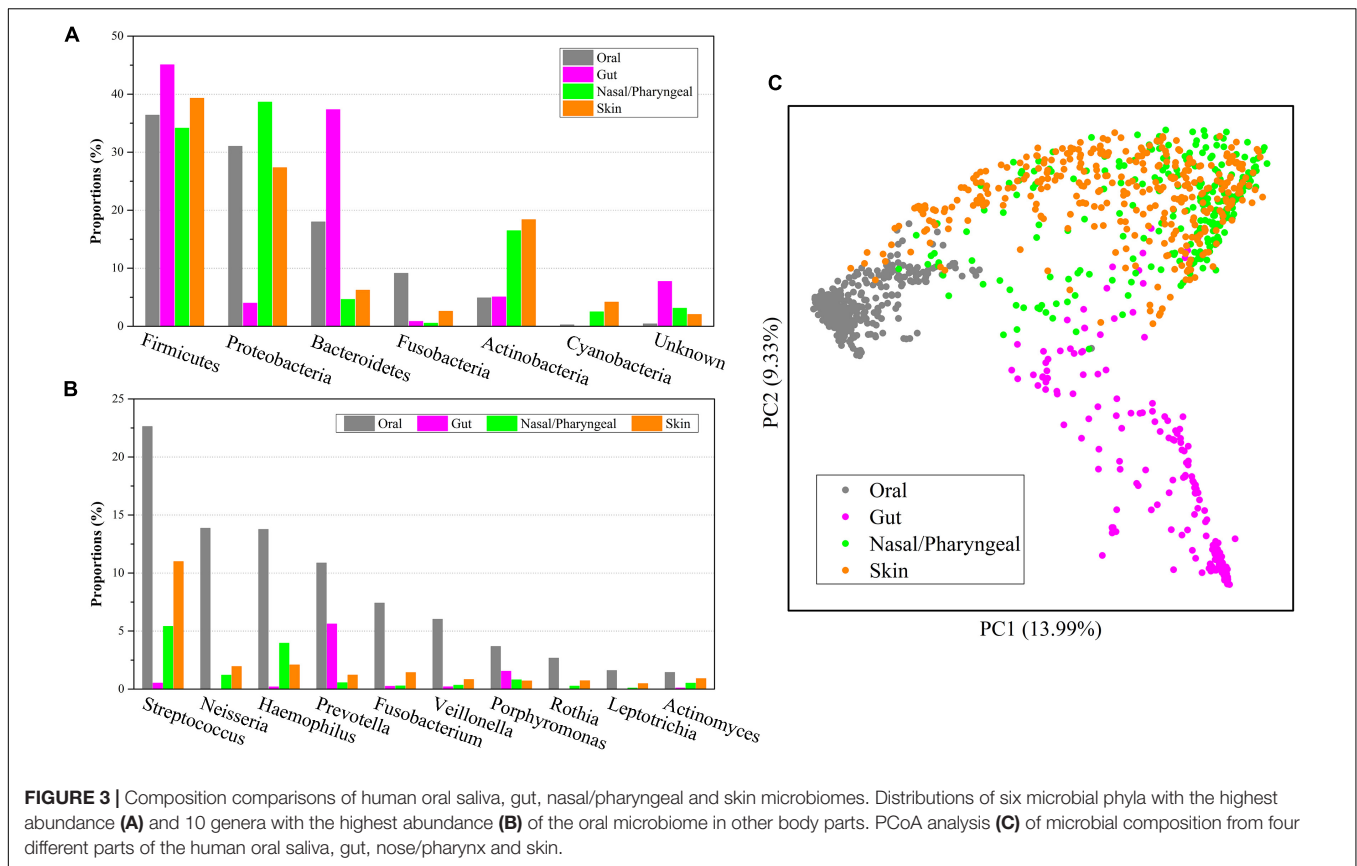 A
50
40
30
20
10
0
Proportions (%)
Oral
Gut
Nasal/Pharyngeal
Skin
Firmicutes
Proteobacteria
Bacteroidetes
Fusobacteria
Actinobacteria
Cyanobacteria
Unknown
B
25
20
15
10
5
0
Proportions (%)
Oral Gut Nasal/Pharyngeal Skin
Streptococcus
Neisseria
Haemophilus
Prevotella
Fusobacterium
Veillonella
Porphyromonas
Rothia
Leptotrichia
Actinomyces
C
PC2 (9.33%)
Oral
Gut
Nasal/Pharyngeal
Skin
PC1 (13.99%)
FIGURE 3 | Composition comparisons of human oral saliva, gut, nasal/pharyngeal and skin microbiomes. Distributions of six microbial phyla with the highest
abundance (A) and 10 genera with the highest abundance (B) of the oral microbiome in other body parts. PCoA analysis (C) of microbial composition from four
different parts of the human oral saliva, gut, nose/pharynx and skin.